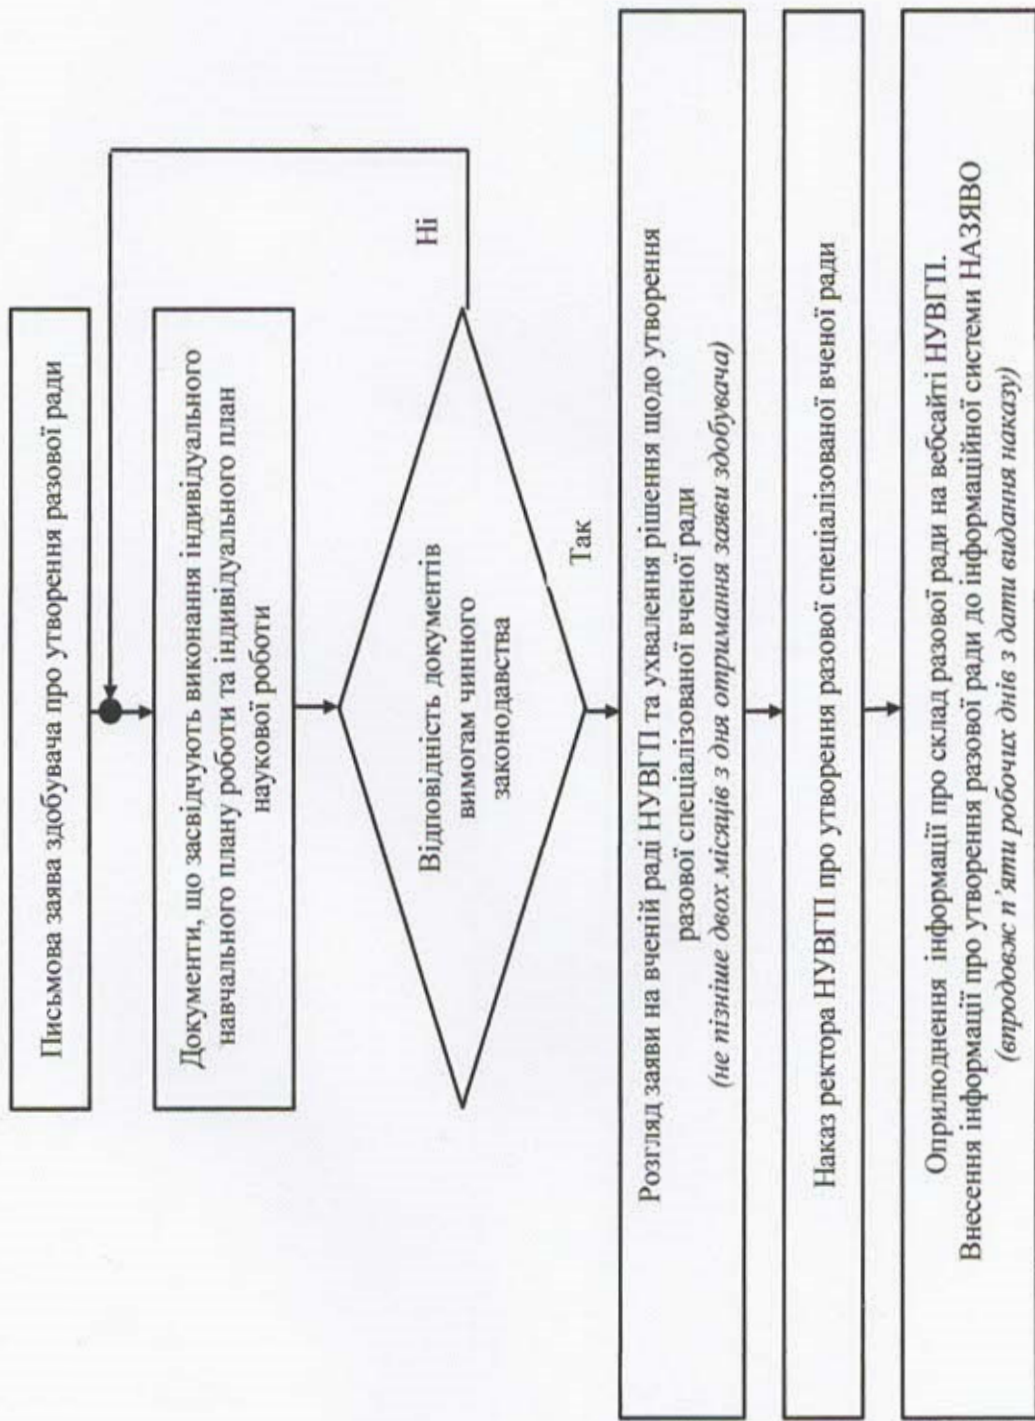 Письмова заява здобувача про утворення разової ради
Документи, що засвідчують виконання індивідуального
навчального плану роботи та індивідуального план
наукової роботи
Відповідність документів
вимогам чинного
законодавства
Ні
Так
Розгляд заяви на вченій раді НУВГП та ухвалення рішення щодо утворення
разової спеціалізованої вченої ради
(не пізніше двох місяців з дня отримання заяви здобувача)
Наказ ректора НУВГП про утворення разової спеціалізованої вченої ради
Оприлюднення інформації про склад разової ради на вебсайті НУВГП.
Внесення інформації про утворення разової ради до інформаційної системи НАЗЯВО
(впродовж п'яти робочих днів з дати видання наказу)